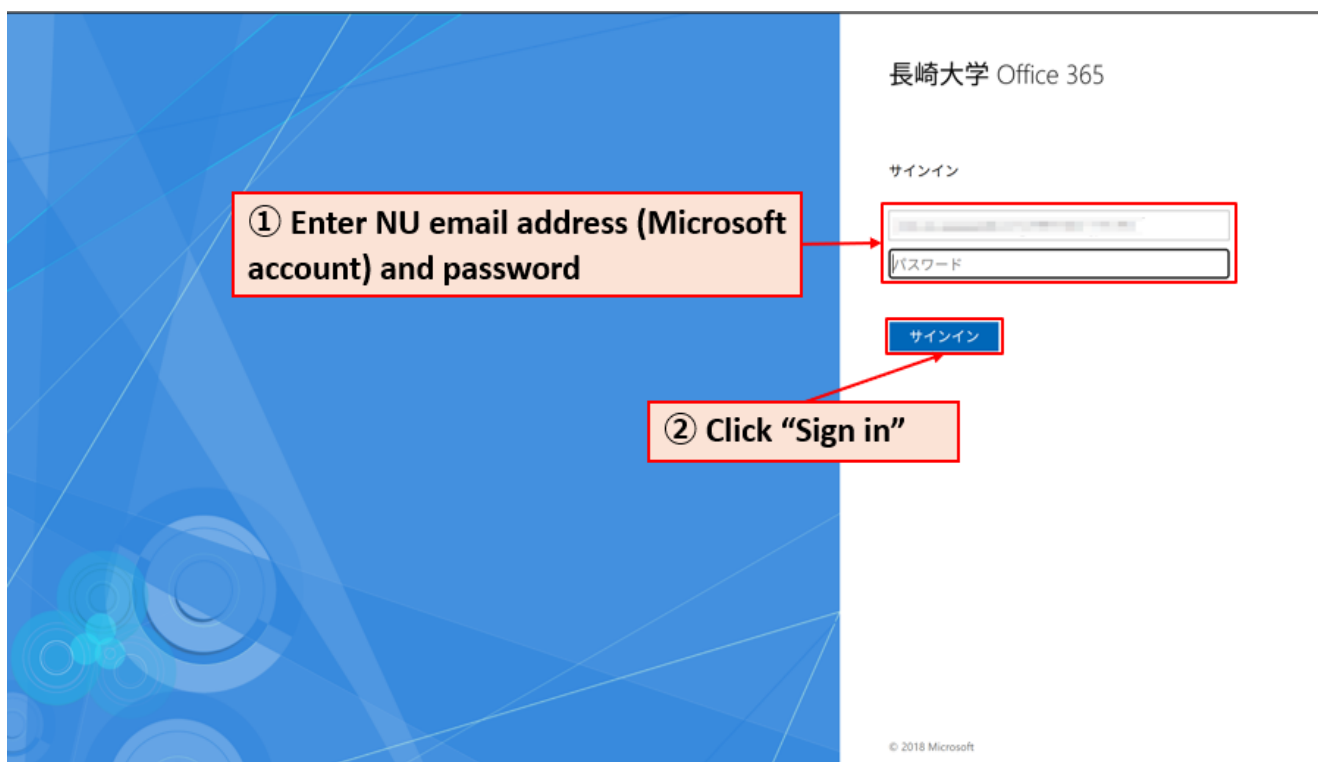 長崎大学 Office 365
サインイン
① Enter NU email address (Microsoft
account) and password
パスワード
サインイン
② Click “Sign in”
© 2018 Microsoft